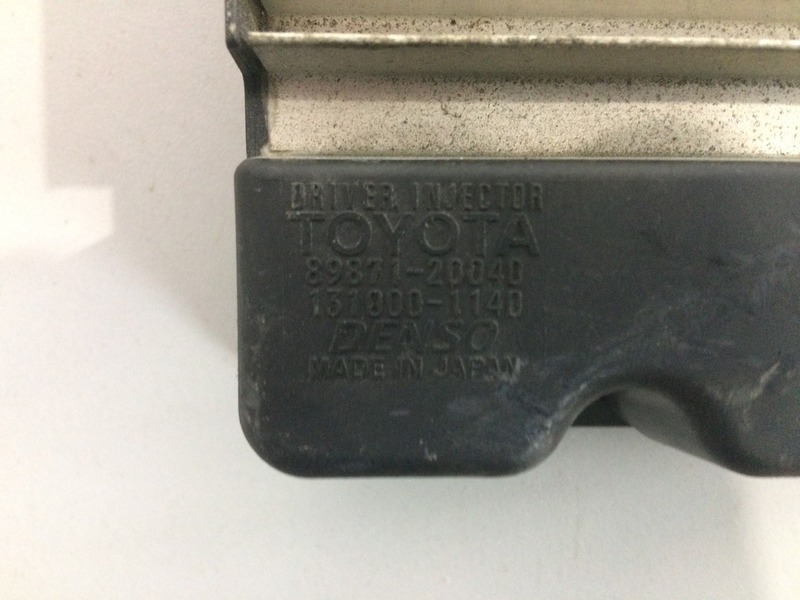 DRIVER INJECTOR
TOYOTA
89871-20040
131000-1140
DENSO
MADE IN JAPAN